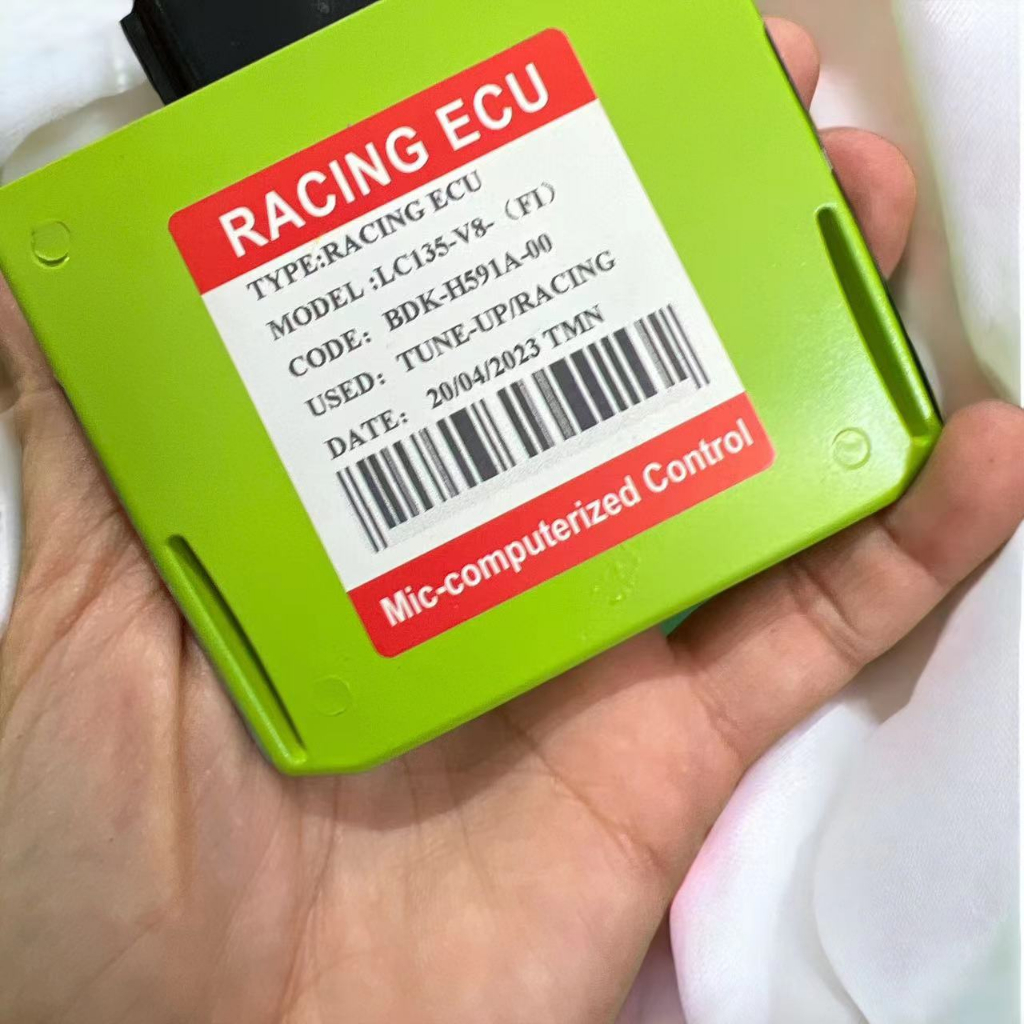 RACING ECU
TYPE:RACING ECU
MODEL :LC135-V8-（FI）
CODE： BDK-H591A-00
USED： TUNE-UP/RACING
DATE： 20/04/2023 TMN
Mic-computerized Control